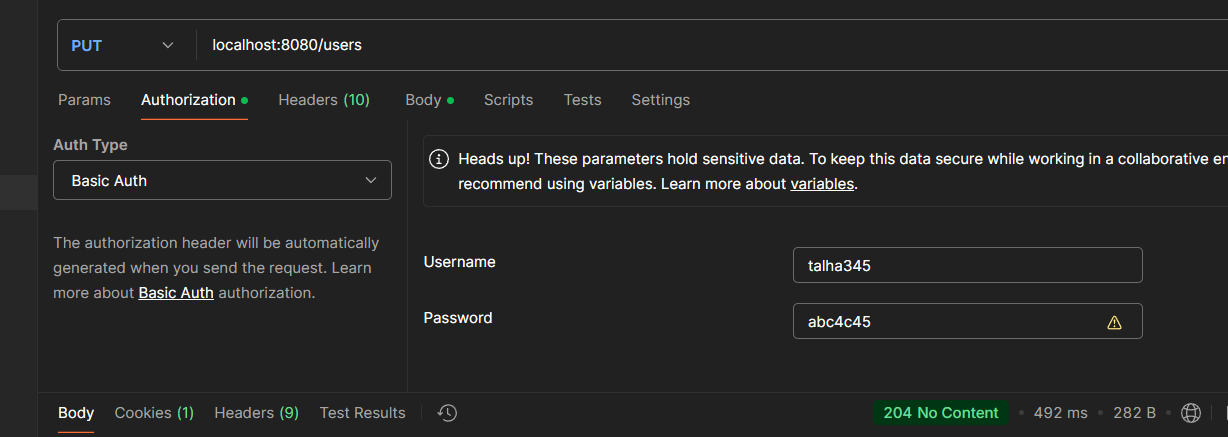 PUT localhost:8080/users
Params Authorization Headers (10) Body Scripts Tests Settings
Auth Type
Basic Auth
The authorization header will be automatically
generated when you send the request. Learn
more about Basic Auth authorization.
Heads up! These parameters hold sensitive data. To keep this data secure while working in a collaborative en
recommend using variables. Learn more about variables.
Username talha345
Password abc4c45
Body Cookies (1) Headers (9) Test Results 204 No Content • 492 ms • 282 B •